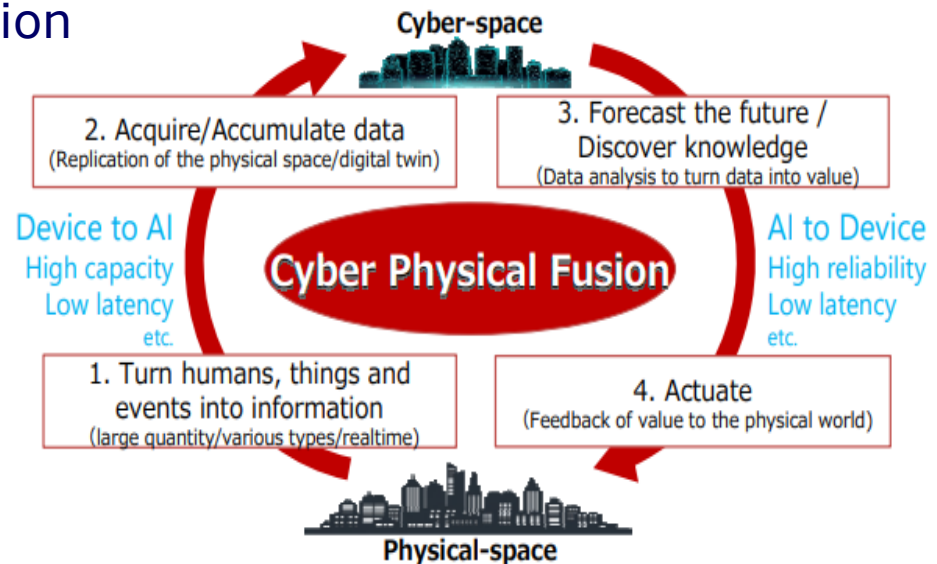 ion
Cyber-space
2. Acquire/Accumulate data
(Replication of the physical space/digital twin)
3. Forecast the future /
Discover knowledge
(Data analysis to turn data into value)
Device to AI
High capacity
Low latency
etc.
Cyber Physical Fusion
AI to Device
High reliability
Low latency
etc.
1. Turn humans, things and
events into information
(large quantity/various types/realtime)
4. Actuate
(Feedback of value to the physical world)
Physical-space